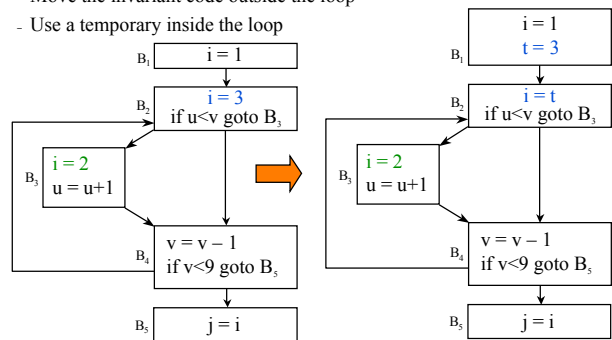 Move the invariant code outside the loop
- Use a temporary inside the loop
B₁
i = 1
B₂
i = 3
if u<v goto B₃
B₃
i = 2
u = u+1
B₄
v = v – 1
if v<9 goto B₅
B₅
j = i
B₁
i = 1
t = 3
B₂
i = t
if u<v goto B₃
B₃
i = 2
u = u+1
B₄
v = v – 1
if v<9 goto B₅
B₅
j = i